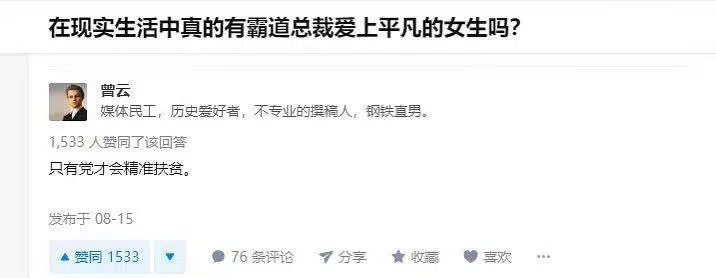 在现实生活中真的有霸道总裁爱上平凡的女生吗？
曾云
媒体民工，历史爱好者，不专业的撰稿人，钢铁直男。
1,533 人赞同了该回答
只有党才会精准扶贫。
发布于 08-15
赞同 1533 76 条评论 分享 收藏 喜欢 ···